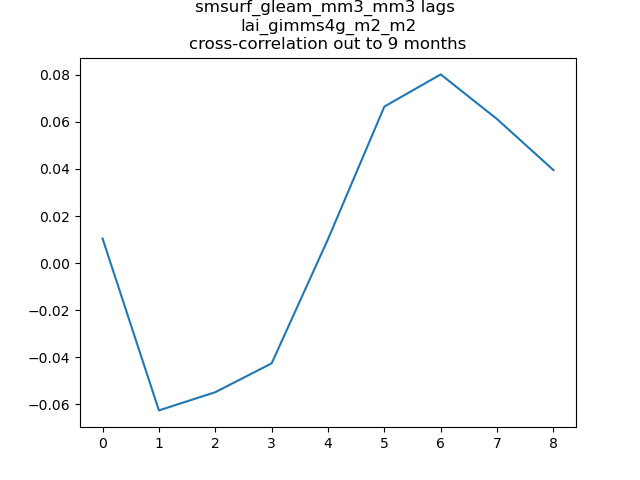 smsurf_gleam_mm3_mm3 lags
lai_gimms4g_m2_m2
cross-correlation out to 9 months
0.08
0.06
0.04
0.02
0.00
−0.02
−0.04
−0.06
0 1 2 3 4 5 6 7 8